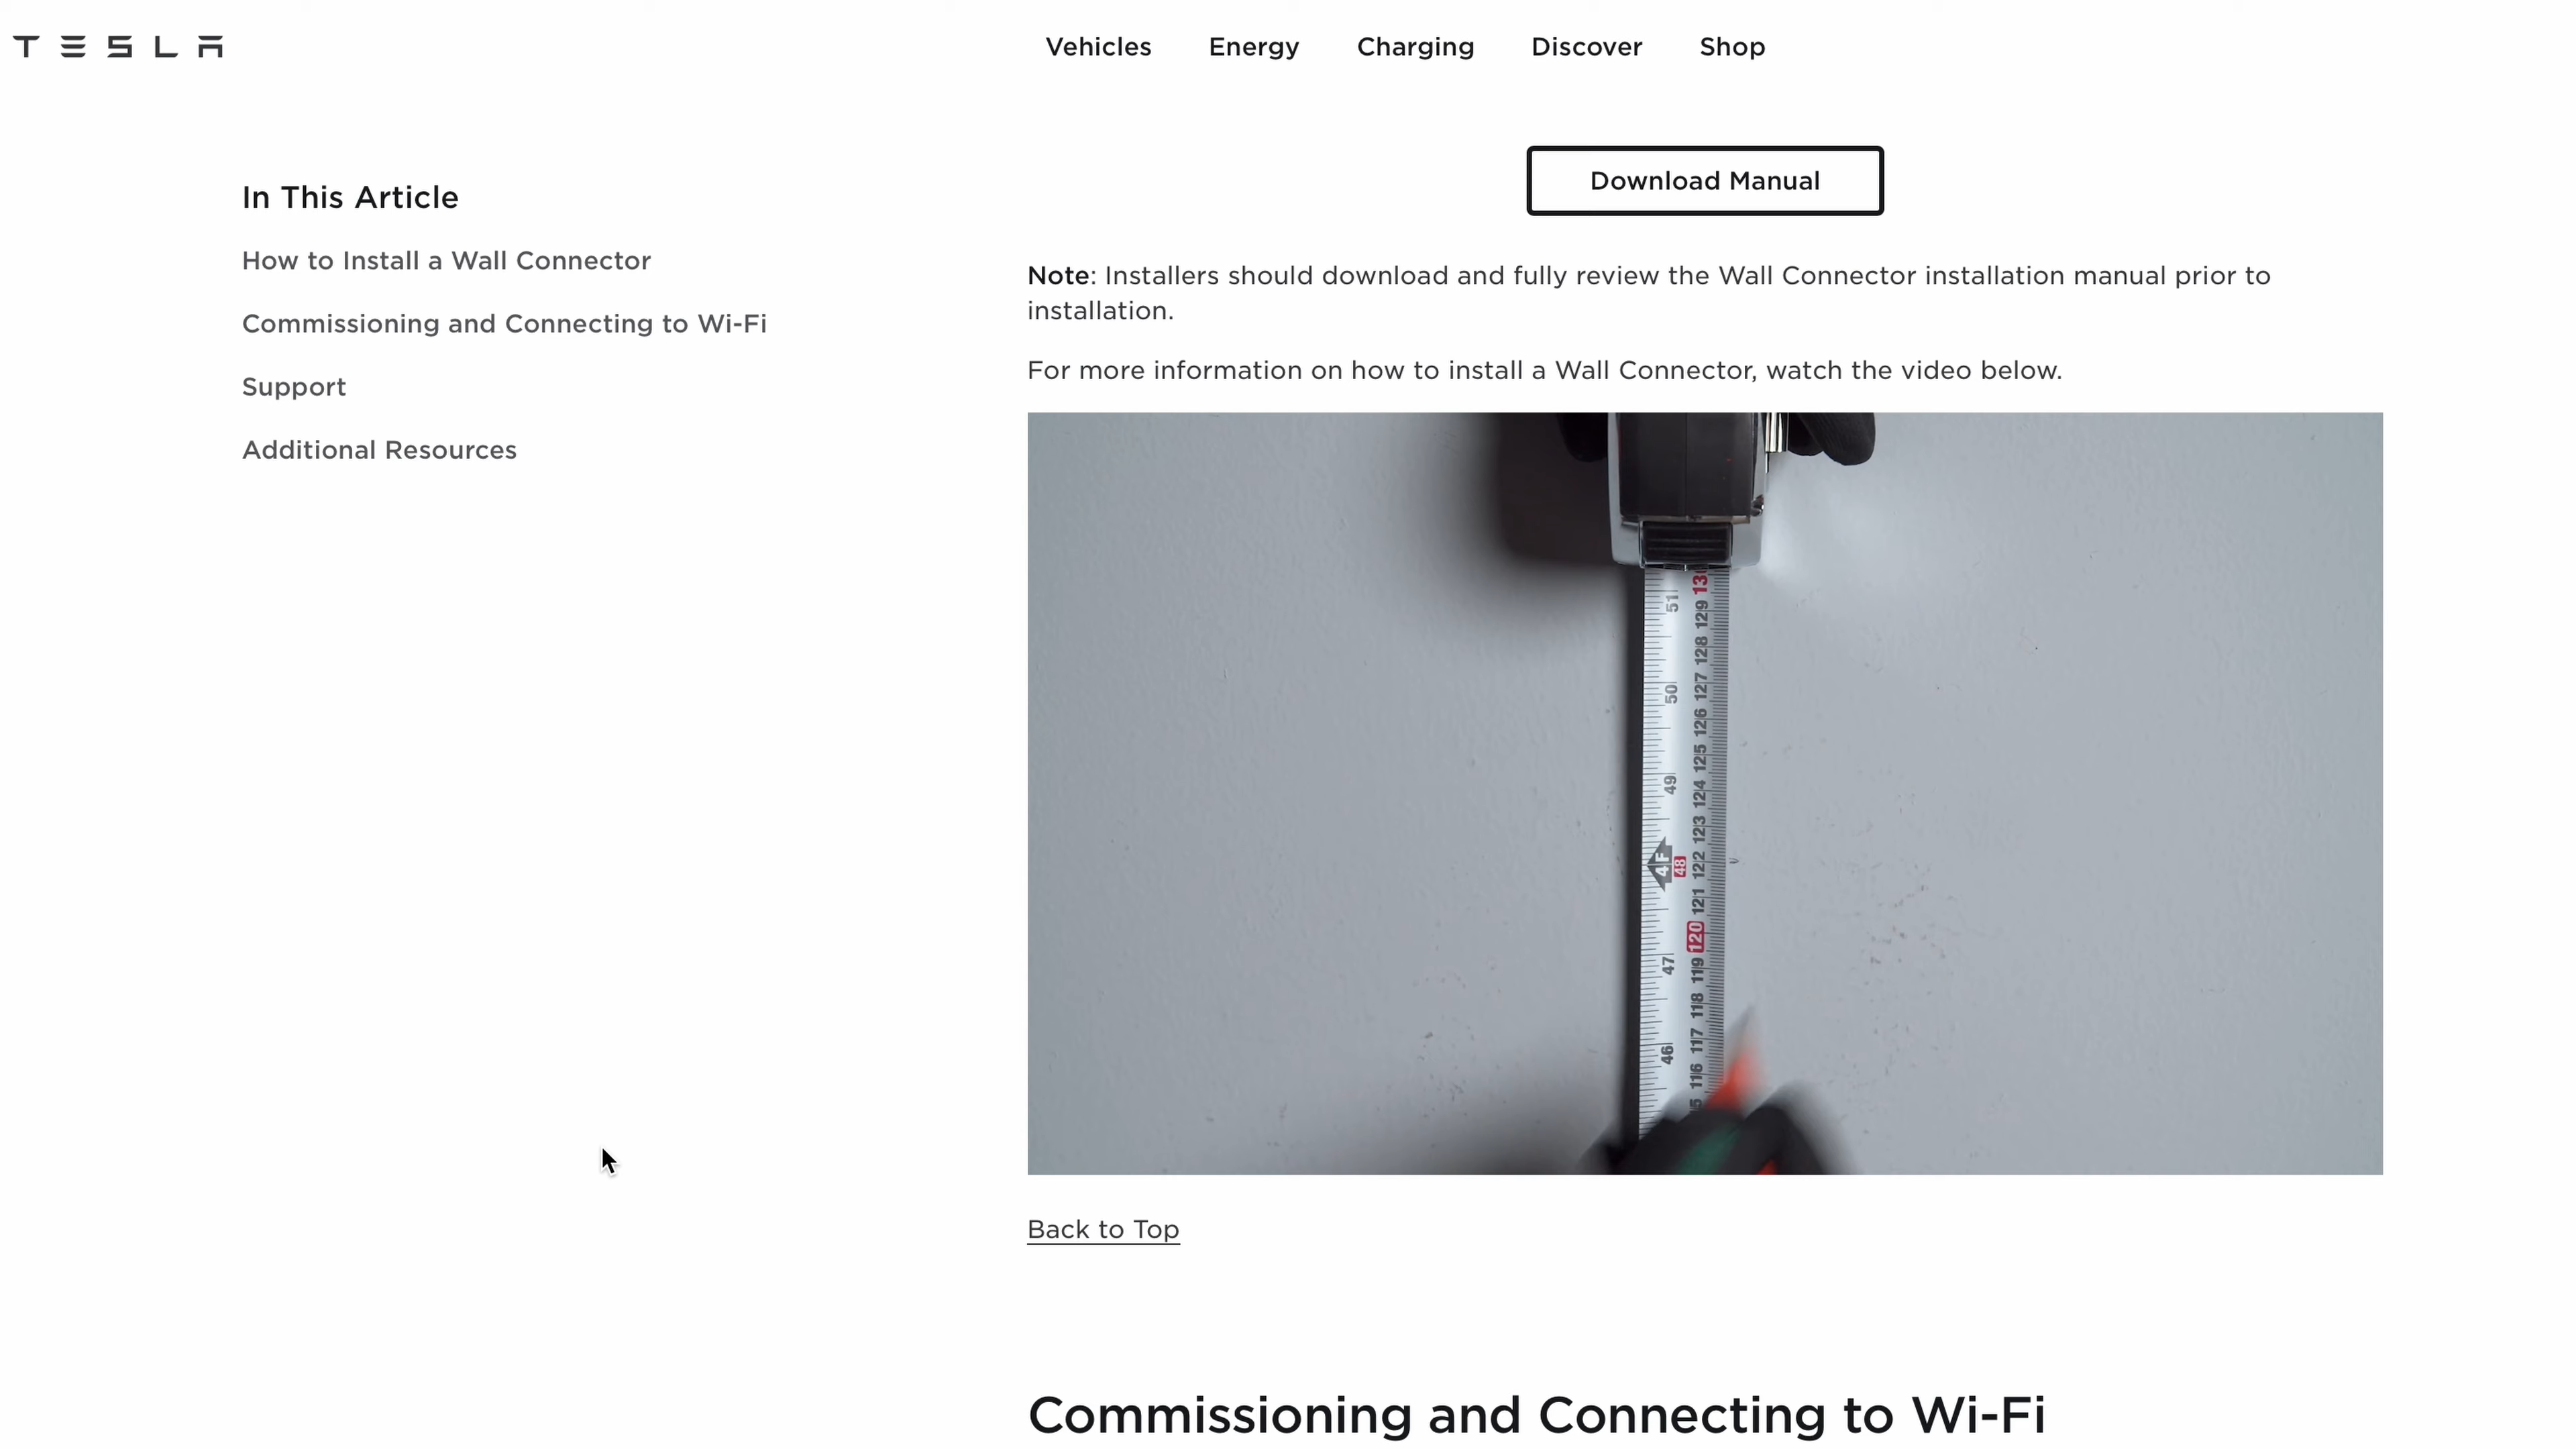 TESLA
Vehicles Energy Charging Discover Shop
In This Article
How to Install a Wall Connector
Commissioning and Connecting to Wi-Fi
Support
Additional Resources
Download Manual
Note: Installers should download and fully review the Wall Connector installation manual prior to
installation.
For more information on how to install a Wall Connector, watch the video below.
51 50 49 4F 48 47 46
129 128 127 126 125 124 123 122 121 120 119 118 117 116
Back to Top
Commissioning and Connecting to Wi-Fi